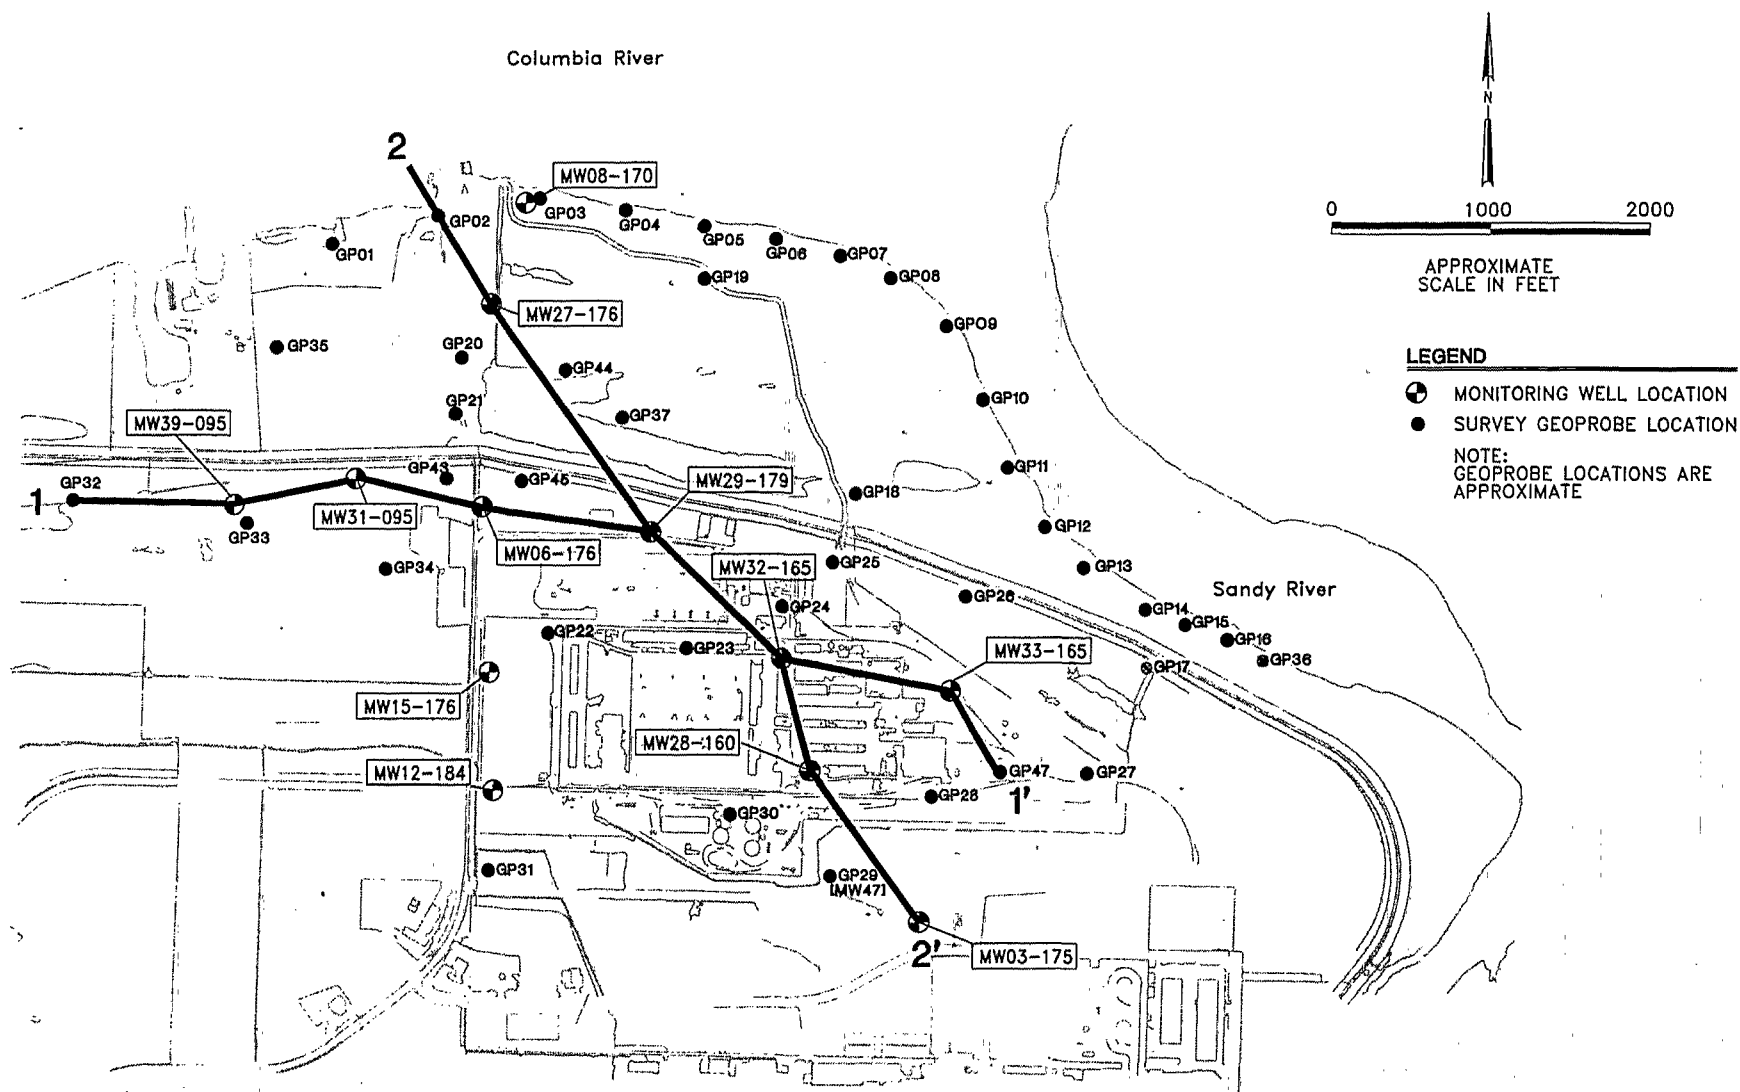 Columbia River
N
0 1000 2000
APPROXIMATE
SCALE IN FEET
LEGEND
MONITORING WELL LOCATION
SURVEY GEOPROBE LOCATION
NOTE:
GEOPROBE LOCATIONS ARE
APPROXIMATE
2
MW08-170
GP02
GP03
GP04
GP01
GP05
GP06
GP07
GP19
GP08
MW27-176
GP09
GP35
GP20
GP44
GP10
GP21
GP37
MW39-095
GP43
GP45
MW29-179
GP11
GP32
1
GP18
MW31-095
GP33
MW06-176
GP12
GP34
MW32-165
GP25
GP13
Sandy River
GP26
GP24
GP14
GP15
GP22
GP23
GP16
MW33-165
GP36
GP17
MW15-176
MW28-160
MW12-184
GP47
GP27
1'
GP28
GP30
GP31
GP29
[MW47]
2'
MW03-175